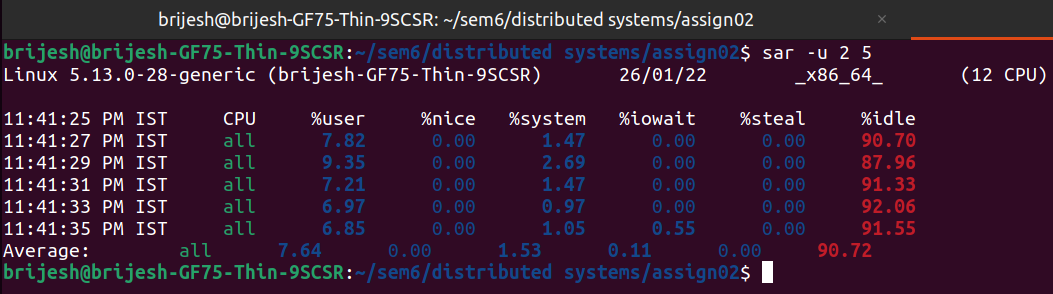 brijesh@brijesh-GF75-Thin-9SCSR: ~/sem6/distributed systems/assign02 ×
brijesh@brijesh-GF75-Thin-9SCSR:~/sem6/distributed systems/assign02$ sar -u 2 5
Linux 5.13.0-28-generic (brijesh-GF75-Thin-9SCSR) 26/01/22 _x86_64_ (12 CPU)
11:41:25 PM IST CPU %user %nice %system %iowait %steal %idle
11:41:27 PM IST all 7.82 0.00 1.47 0.00 0.00 90.70
11:41:29 PM IST all 9.35 0.00 2.69 0.00 0.00 87.96
11:41:31 PM IST all 7.21 0.00 1.47 0.00 0.00 91.33
11:41:33 PM IST all 6.97 0.00 0.97 0.00 0.00 92.06
11:41:35 PM IST all 6.85 0.00 1.05 0.55 0.00 91.55
Average: all 7.64 0.00 1.53 0.11 0.00 90.72
brijesh@brijesh-GF75-Thin-9SCSR:~/sem6/distributed systems/assign02$